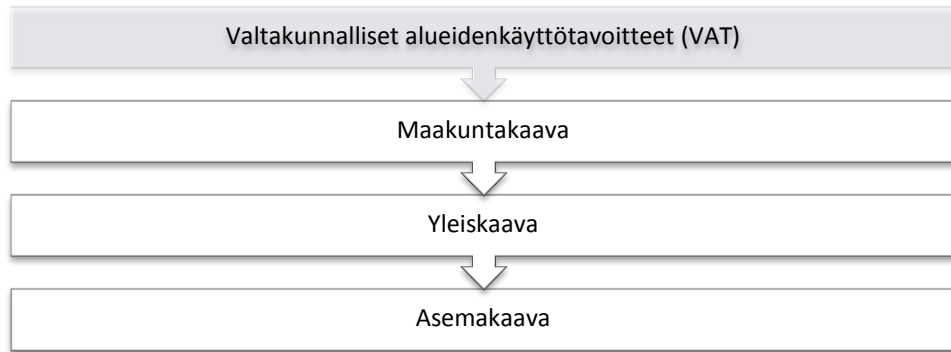 Valtakunnalliset alueidenkäyttötavoitteet (VAT)
Maakuntakaava
Yleiskaava
Asemakaava